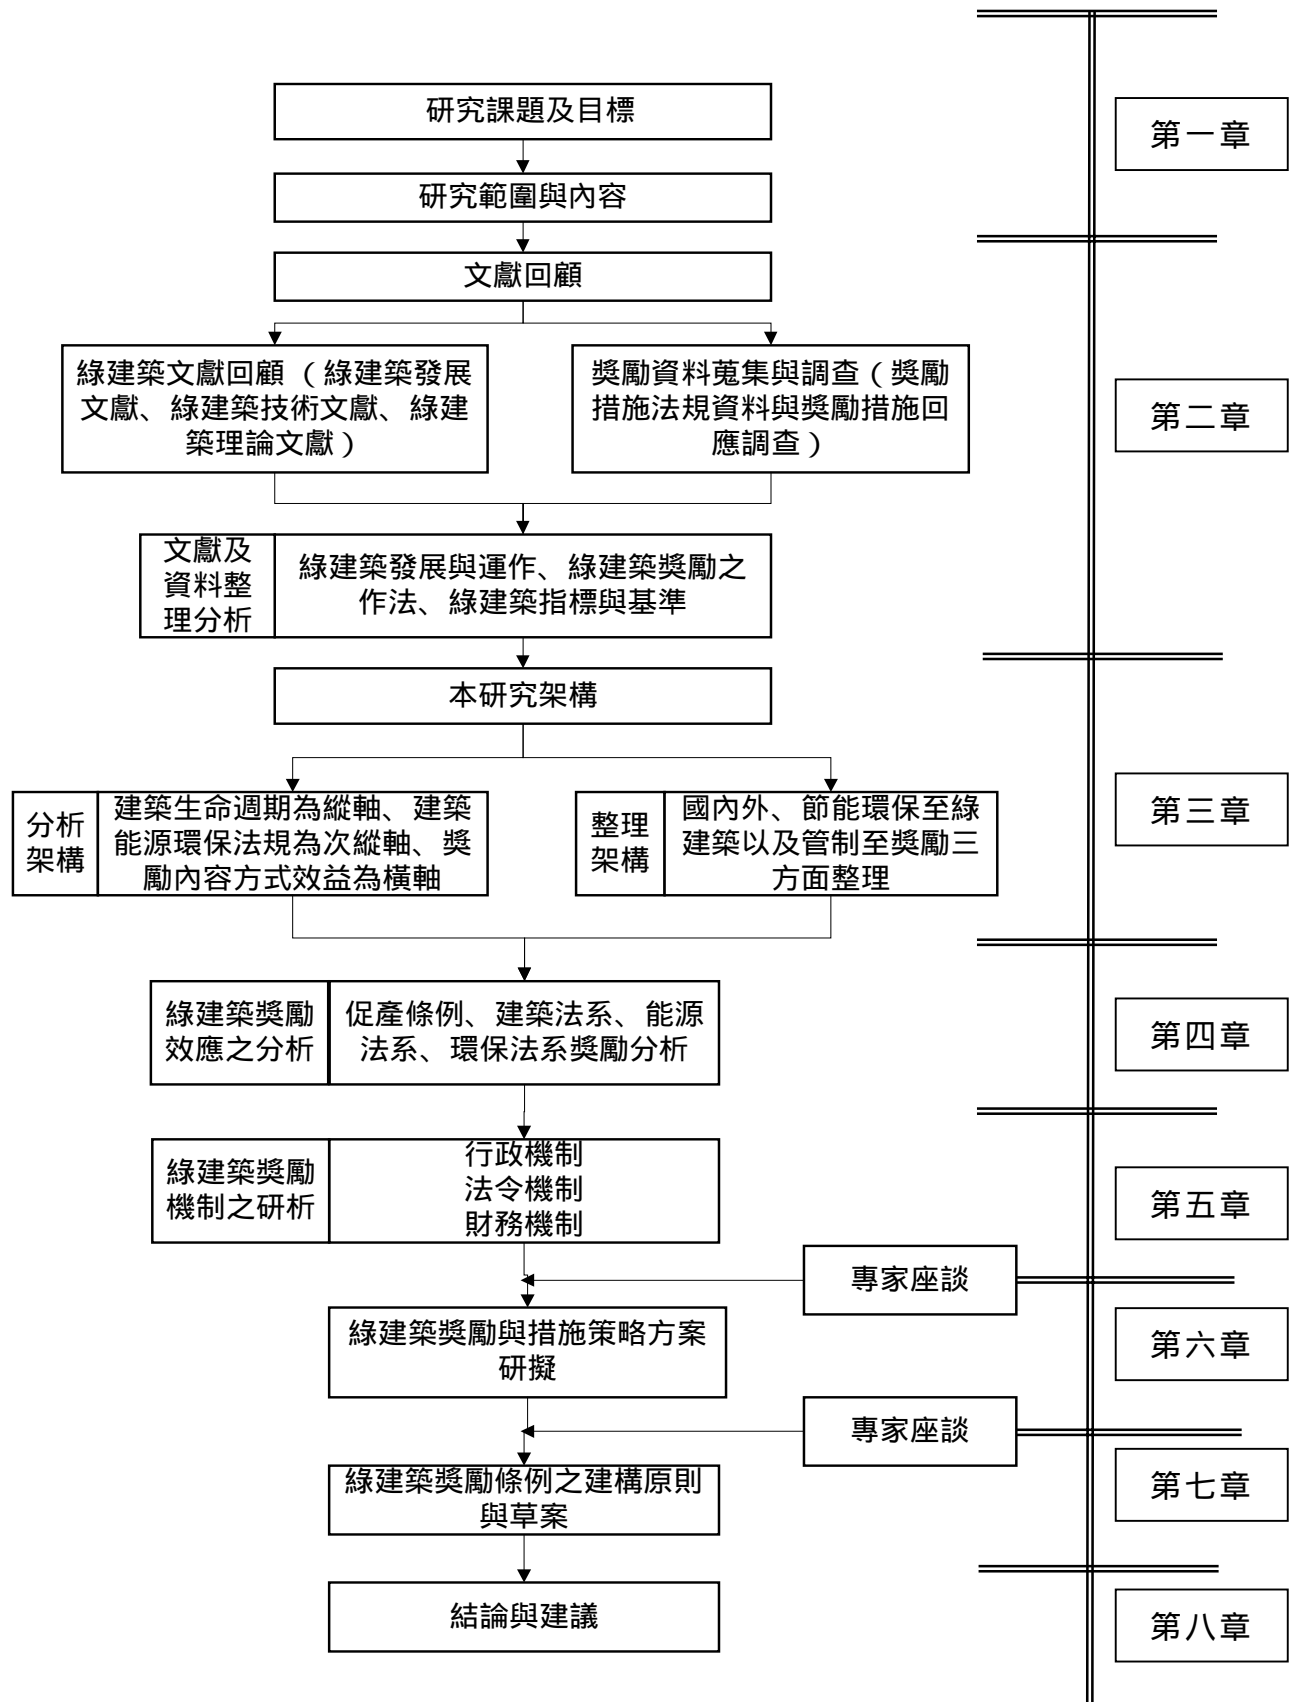 研究課題及目標
第一章
研究範圍與內容
文獻回顧
綠建築文獻回顧（綠建築發展
文獻、綠建築技術文獻、綠建
築理論文獻）
獎勵資料蒐集與調查（獎勵
措施法規資料與獎勵措施回
應調查）
第二章
文獻及
資料整
理分析
綠建築發展與運作、綠建築獎勵之
作法、綠建築指標與基準
本研究架構
分析
架構
建築生命週期為縱軸、建築
能源環保法規為次縱軸、獎
勵內容方式效益為橫軸
整理
架構
國內外、節能環保至綠
建築以及管制至獎勵三
方面整理
第三章
綠建築獎勵
效應之分析
促產條例、建築法系、能源
法系、環保法系獎勵分析
第四章
綠建築獎勵
機制之研析
行政機制
法令機制
財務機制
第五章
專家座談
綠建築獎勵與措施策略方案
研擬
第六章
專家座談
綠建築獎勵條例之建構原則
與草案
第七章
結論與建議
第八章